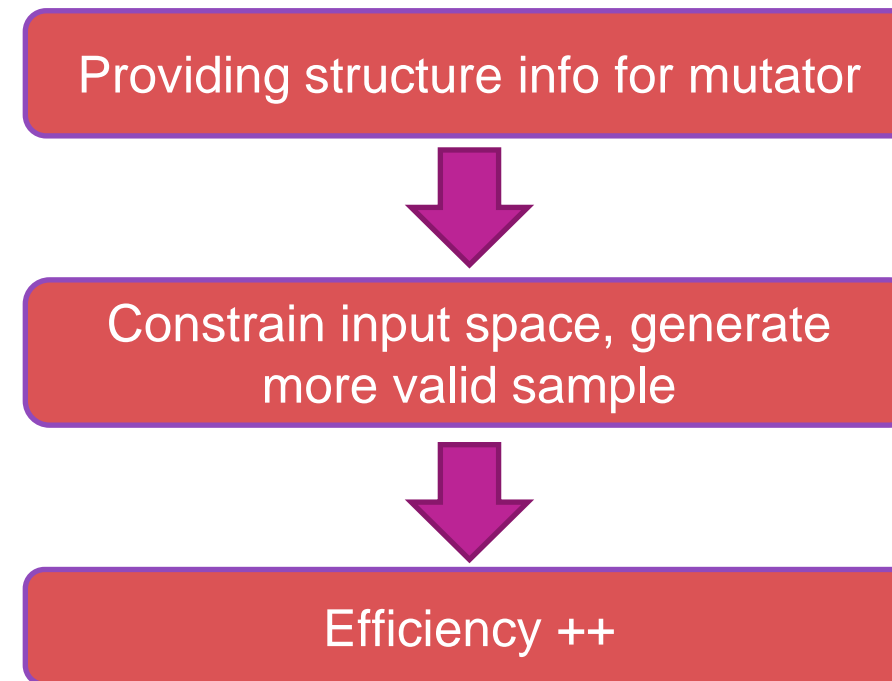 Providing structure info for mutator
Constrain input space, generate
more valid sample
Efficiency ++